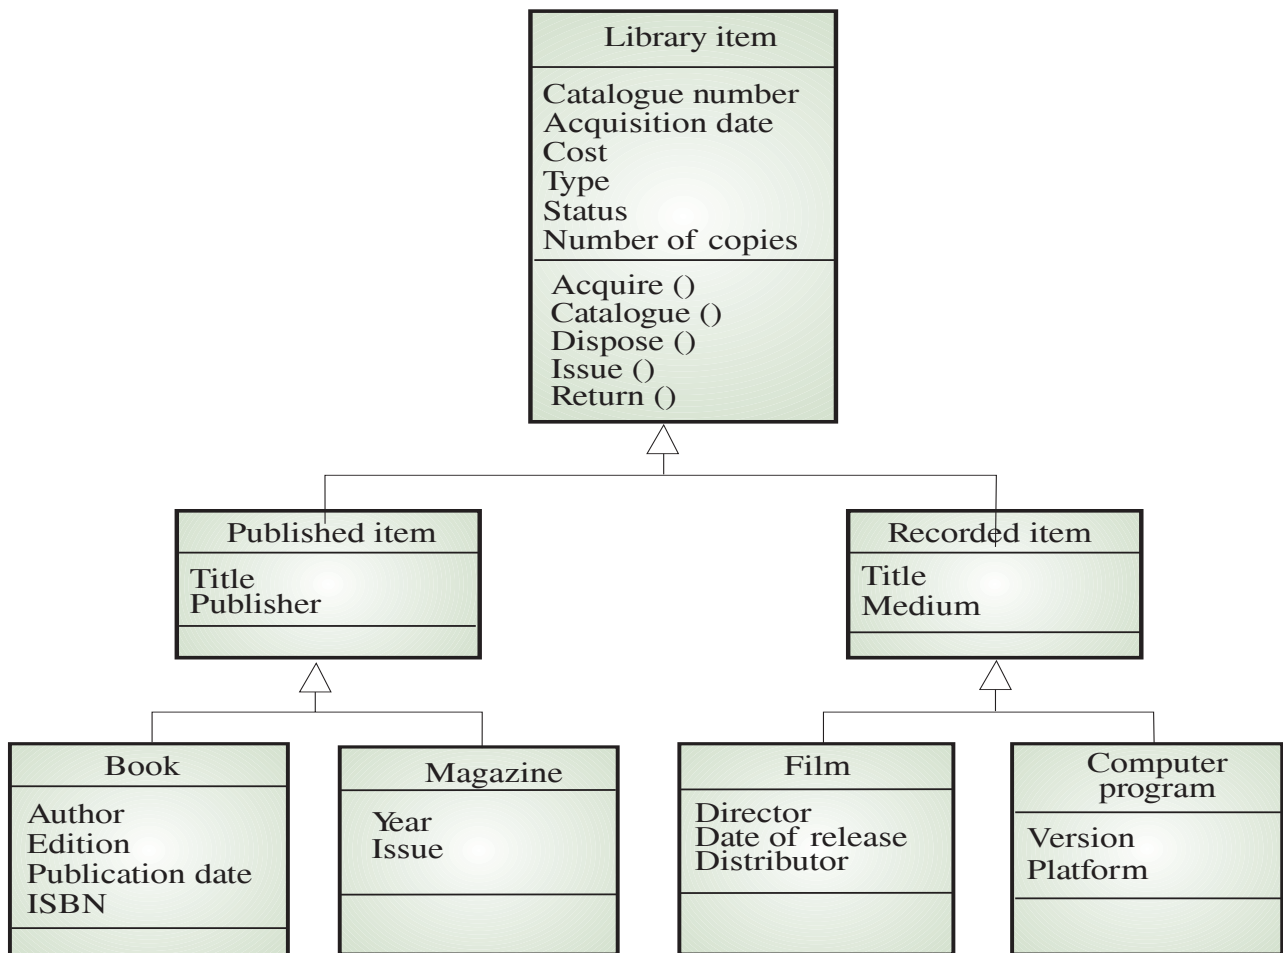 Library item
Catalogue number
Acquisition date
Cost
Type
Status
Number of copies
Acquire ()
Catalogue ()
Dispose ()
Issue ()
Return ()
Published item
Title
Publisher
Recorded item
Title
Medium
Book
Author
Edition
Publication date
ISBN
Magazine
Year
Issue
Film
Director
Date of release
Distributor
Computer
program
Version
Platform